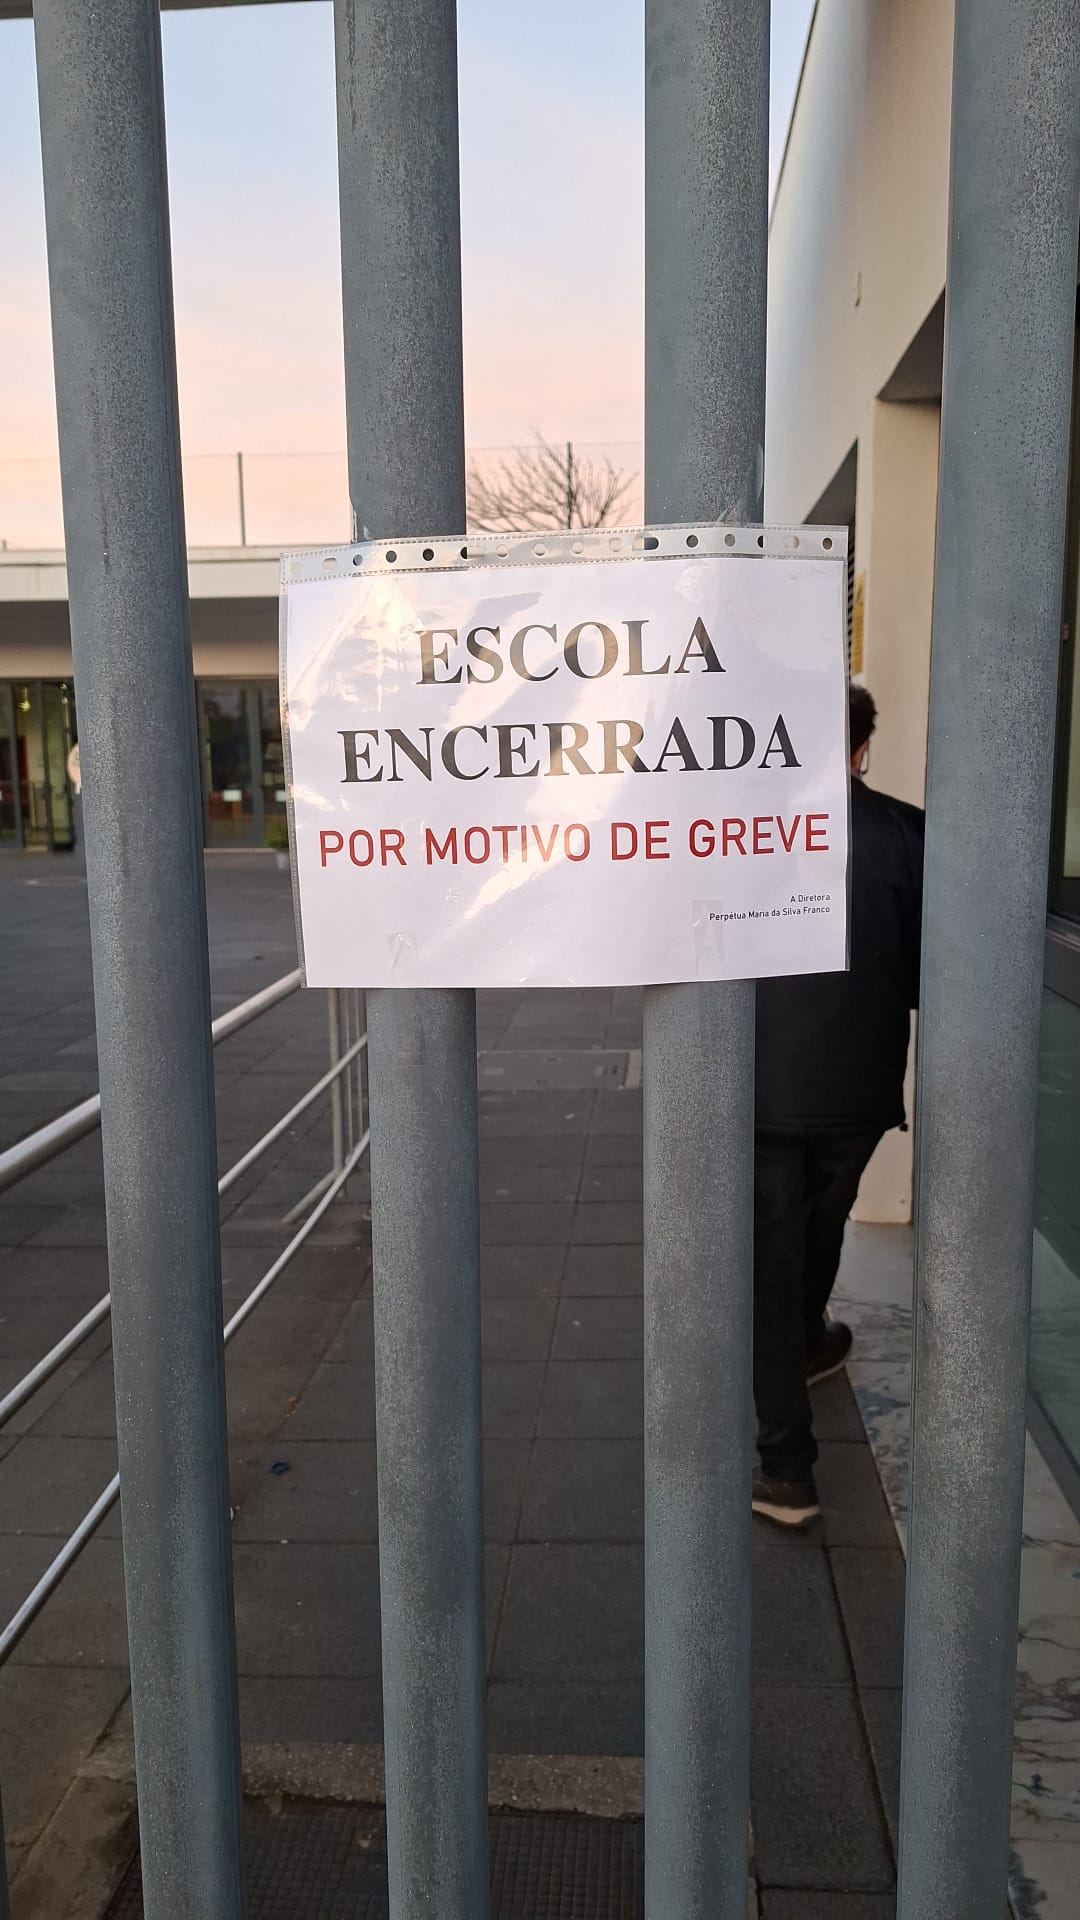 ESCOLA
ENCERRADA
POR MOTIVO DE GREVE
A Diretora
Perpétua Maria da Silva Franco